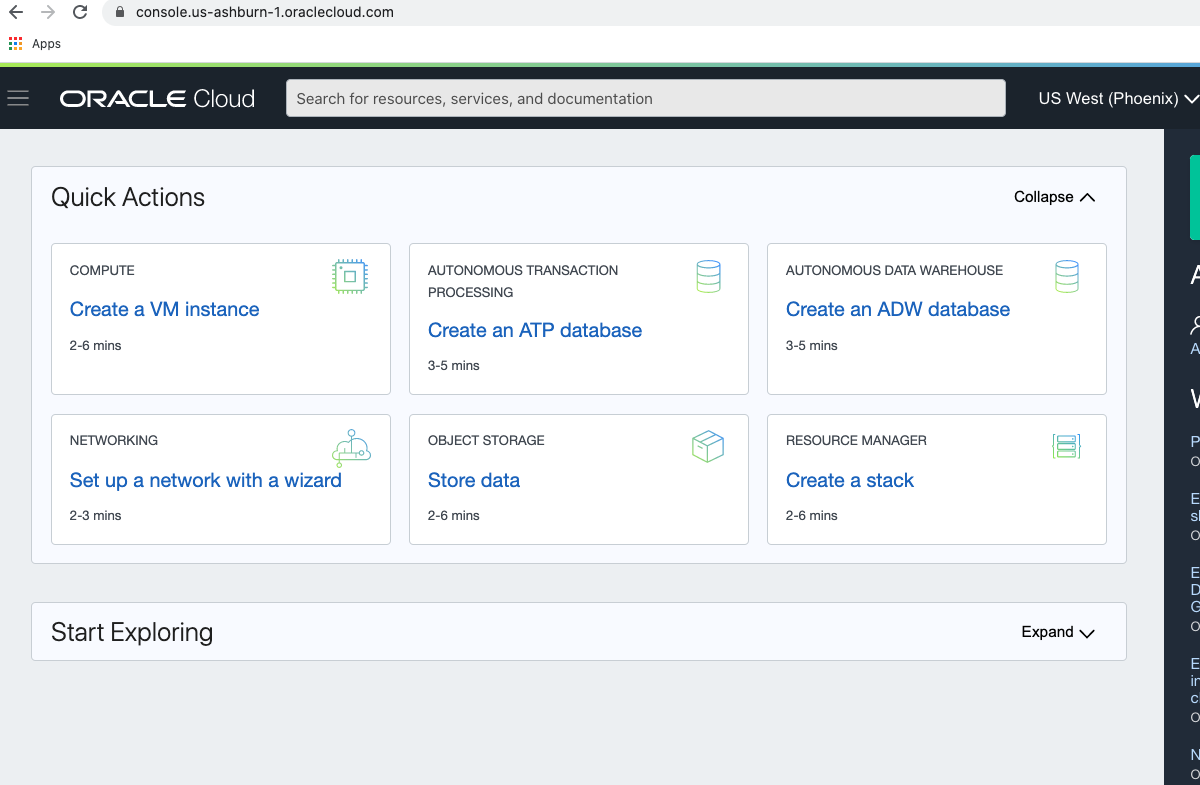 console.us-ashburn-1.oraclecloud.com
Apps
ORACLE Cloud
Search for resources, services, and documentation
US West (Phoenix)
Quick Actions
Collapse
COMPUTE
Create a VM instance
2-6 mins
AUTONOMOUS TRANSACTION
PROCESSING
Create an ATP database
3-5 mins
AUTONOMOUS DATA WAREHOUSE
Create an ADW database
3-5 mins
NETWORKING
Set up a network with a wizard
2-3 mins
OBJECT STORAGE
Store data
2-6 mins
RESOURCE MANAGER
Create a stack
2-6 mins
Start Exploring
Expand